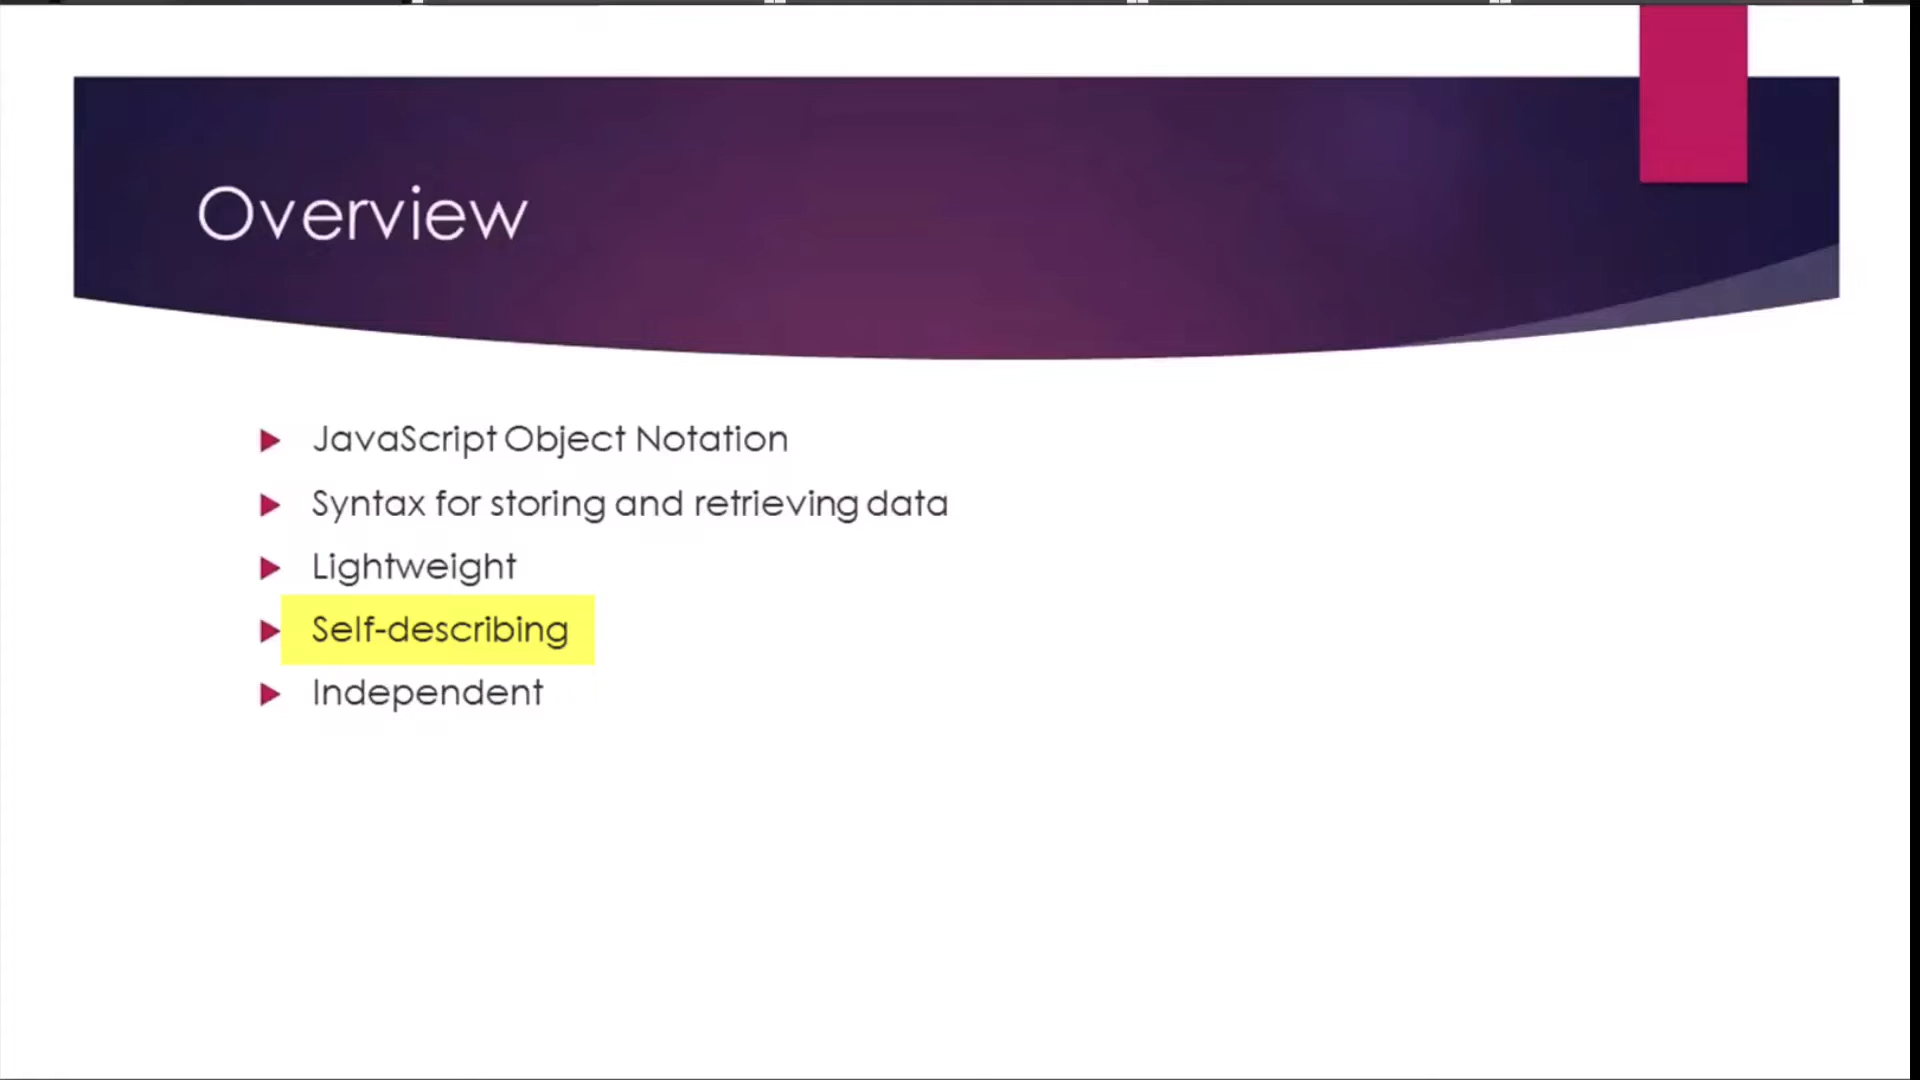 Overview
JavaScript Object Notation
Syntax for storing and retrieving data
Lightweight
Self-describing
Independent